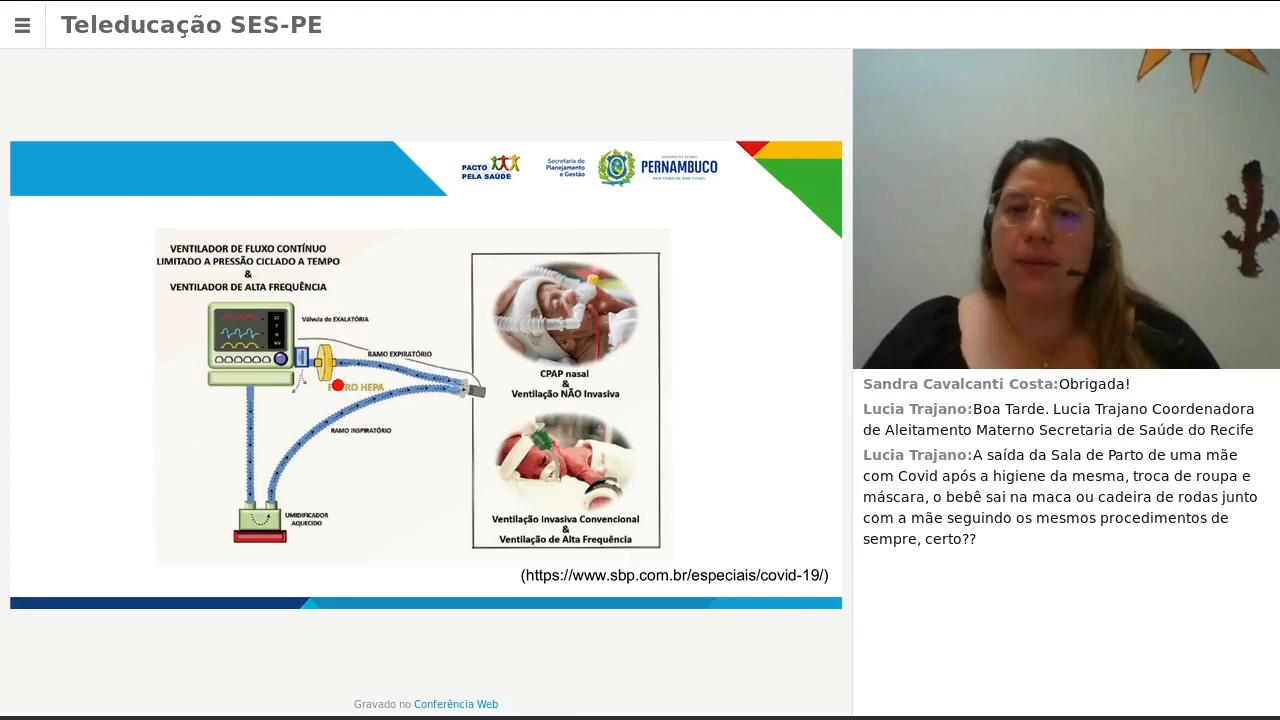 Teleducação SES-PE
PACTO
PELA SAÚDE
Secretaria de
Planejamento
e Gestão
PERNAMBUCO
VENTILADOR DE FLUXO CONTÍNUO
LIMITADO A PRESSÃO CICLADO A TEMPO
&
VENTILADOR DE ALTA FREQUÊNCIA
Válvula do EXALATÓRIA
RAMO EXPIRATÓRIO
HEPA
RAMO INSPIRATÓRIO
UMIDIFICADOR
AQUECIDO
CPAP nasal
&
Ventilação NÃO Invasiva
Ventilação Invasiva Convencional
&
Ventilação de Alta Frequência
(https://www.sbp.com.br/especiais/covid-19/)
Gravado no Conferência Web
Sandra Cavalcanti Costa:Obrigada!
Lucia Trajano:Boa Tarde. Lucia Trajano Coordenadora
de Aleitamento Materno Secretaria de Saúde do Recife
Lucia Trajano:A saída da Sala de Parto de uma mãe
com Covid após a higiene da mesma, troca de roupa e
máscara, o bebê sai na maca ou cadeira de rodas junto
com a mãe seguindo os mesmos procedimentos de
sempre, certo??